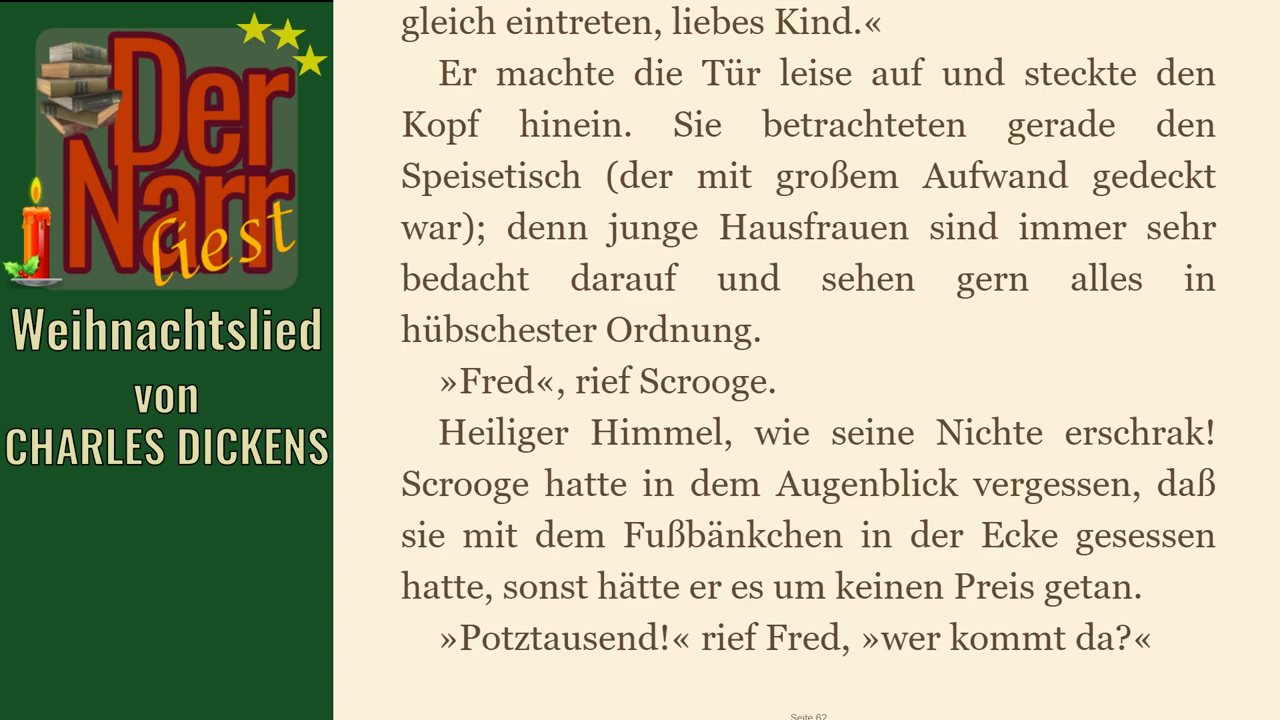 Der
Narr
liest
Weihnachtslied
von
CHARLES DICKENS
gleich eintreten, liebes Kind.«
Er machte die Tür leise auf und steckte den
Kopf hinein. Sie betrachteten gerade den
Speisetisch (der mit großem Aufwand gedeckt
war); denn junge Hausfrauen sind immer sehr
bedacht darauf und sehen gern alles in
hübschester Ordnung.
»Fred«, rief Scrooge.
Heiliger Himmel, wie seine Nichte erschrak!
Scrooge hatte in dem Augenblick vergessen, daß
sie mit dem Fußbänkchen in der Ecke gesessen
hatte, sonst hätte er es um keinen Preis getan.
»Potztausend!« rief Fred, »wer kommt da?«
Seite 62